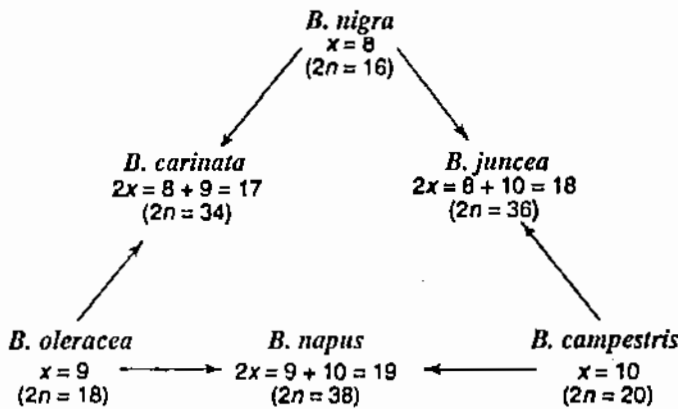 B. nigra
x = 8
(2n = 16)
B. carinata
2x = 8 + 9 = 17
(2n = 34)
B. juncea
2x = 8 + 10 = 18
(2n = 36)
B. oleracea
x = 9
(2n = 18)
B. napus
2x = 9 + 10 = 19
(2n = 38)
B. campestris
x = 10
(2n = 20)